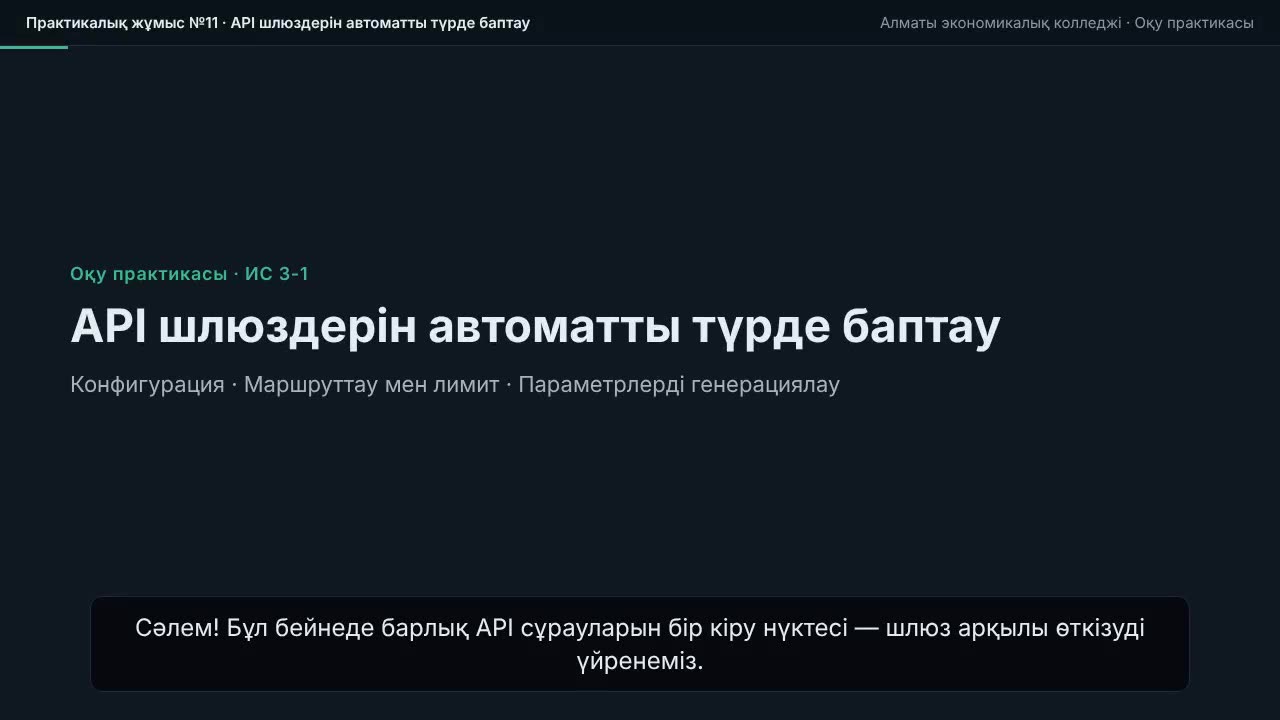 Практикалық жұмыс №11 · API шлюздерін автоматты түрде баптау
Алматы экономикалық колледжі · Оқу практикасы
Оқу практикасы · ИС 3-1
API шлюздерін автоматты түрде баптау
Конфигурация · Маршруттау мен лимит · Параметрлерді генерациялау
Сәлем! Бұл бейнеде барлық API сұрауларын бір кіру нүктесі — шлюз арқылы өткізуді
үйренеміз.